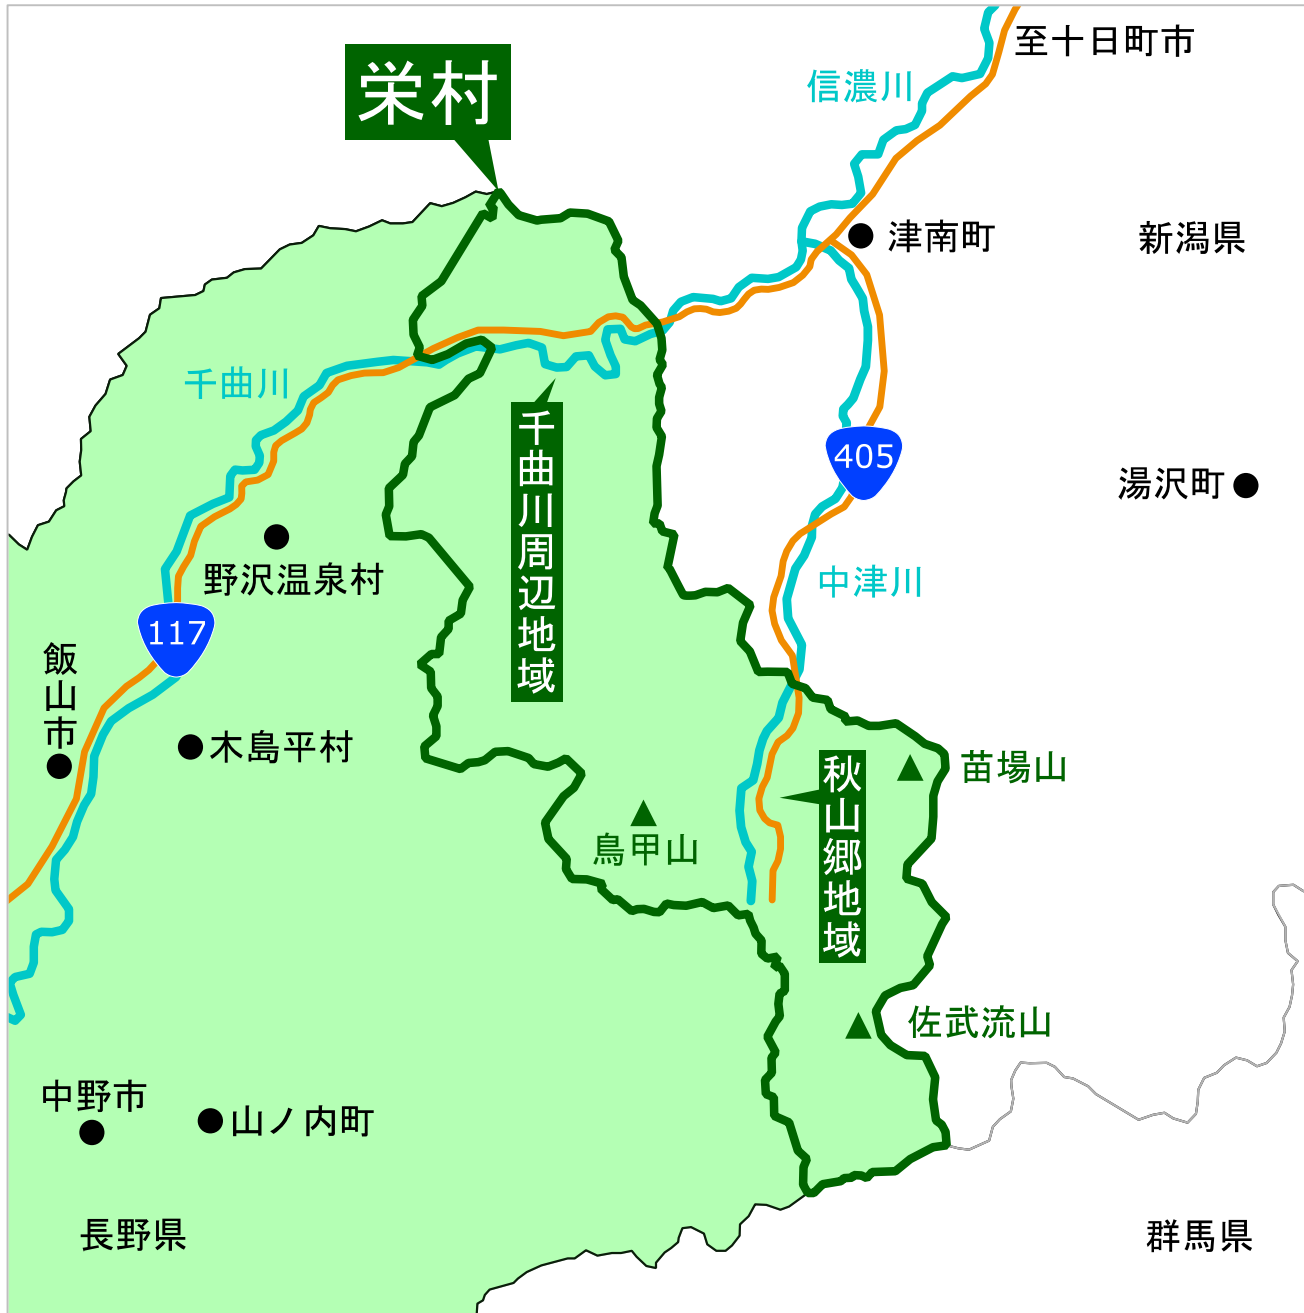 至十日町市
栄村
信濃川
津南町
新潟県
千曲川
千曲川周辺地域
405
湯沢町
野沢温泉村
中津川
117
飯山市
木島平村
秋山郷地域
苗場山
鳥甲山
佐武流山
中野市
山ノ内町
長野県
群馬県